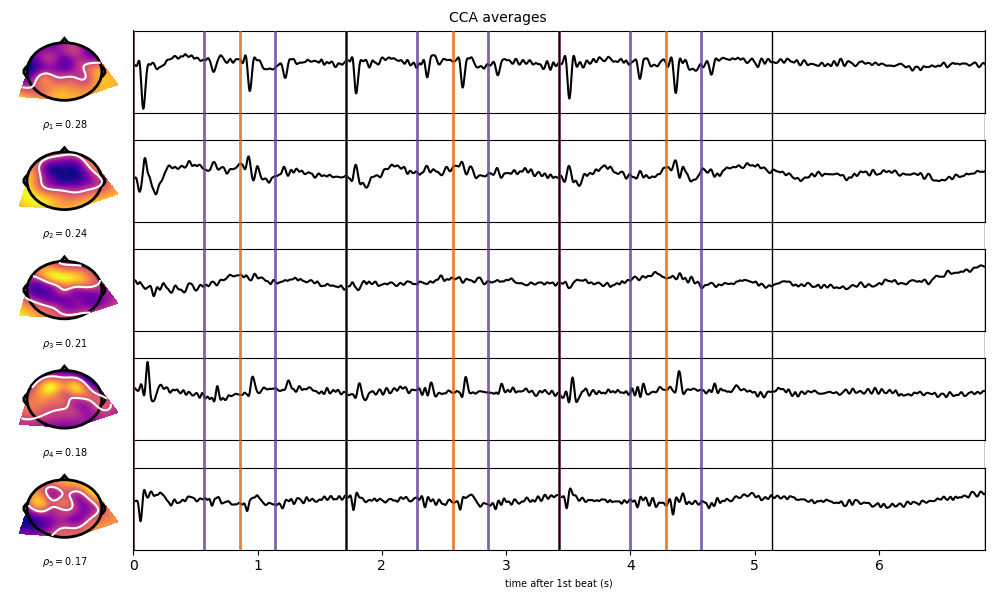 CCA averages
ρ₁ = 0.28
ρ₂ = 0.24
ρ₃ = 0.21
ρ₄ = 0.18
ρ₅ = 0.17
0 1 2 3 4 5 6
time after 1st beat (s)